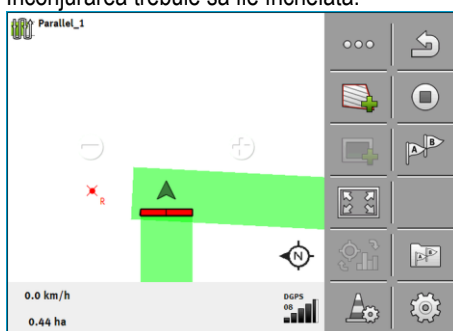 înconjurarea trebuie să fie încheiată.
Parallel_1
R
N
A B
A B
0.0 km/h
0.44 ha
DGPS
08